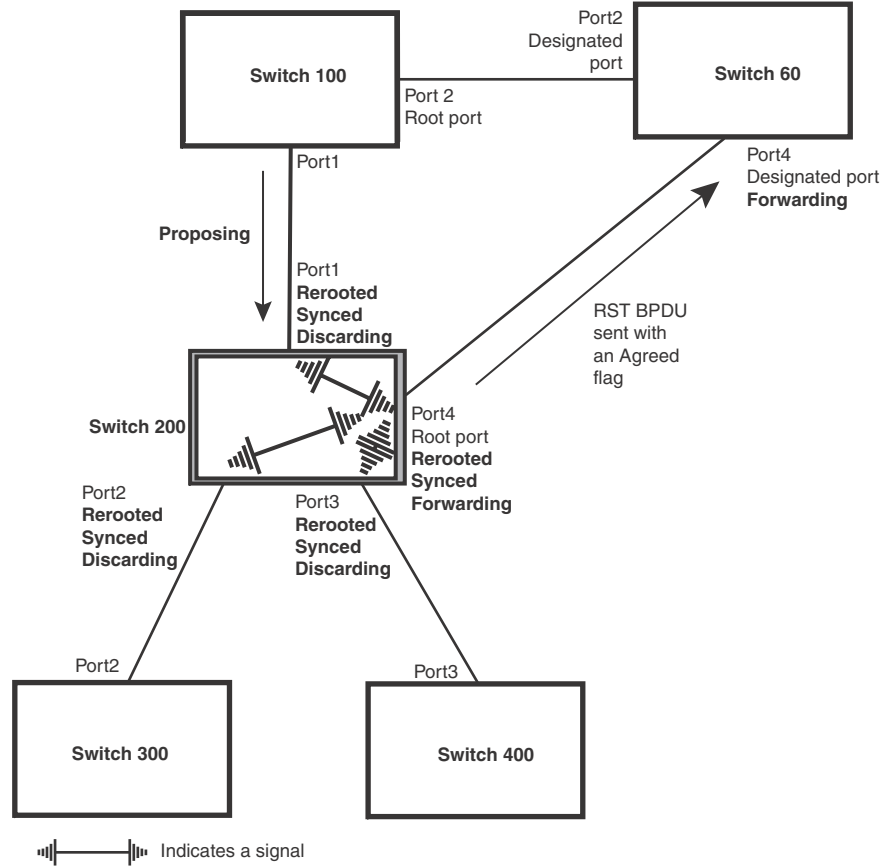 Switch 100
Port 2
Root port
Port2
Designated
port
Switch 60
Port1
Port4
Designated port
Forwarding
Proposing
Port1
Rerooted
Synced
Discarding
RST BPDU
sent with
an Agreed
flag
Switch 200
Port4
Root port
Rerooted
Synced
Forwarding
Port2
Rerooted
Synced
Discarding
Port3
Rerooted
Synced
Discarding
Port2
Port3
Switch 300
Switch 400
Indicates a signal